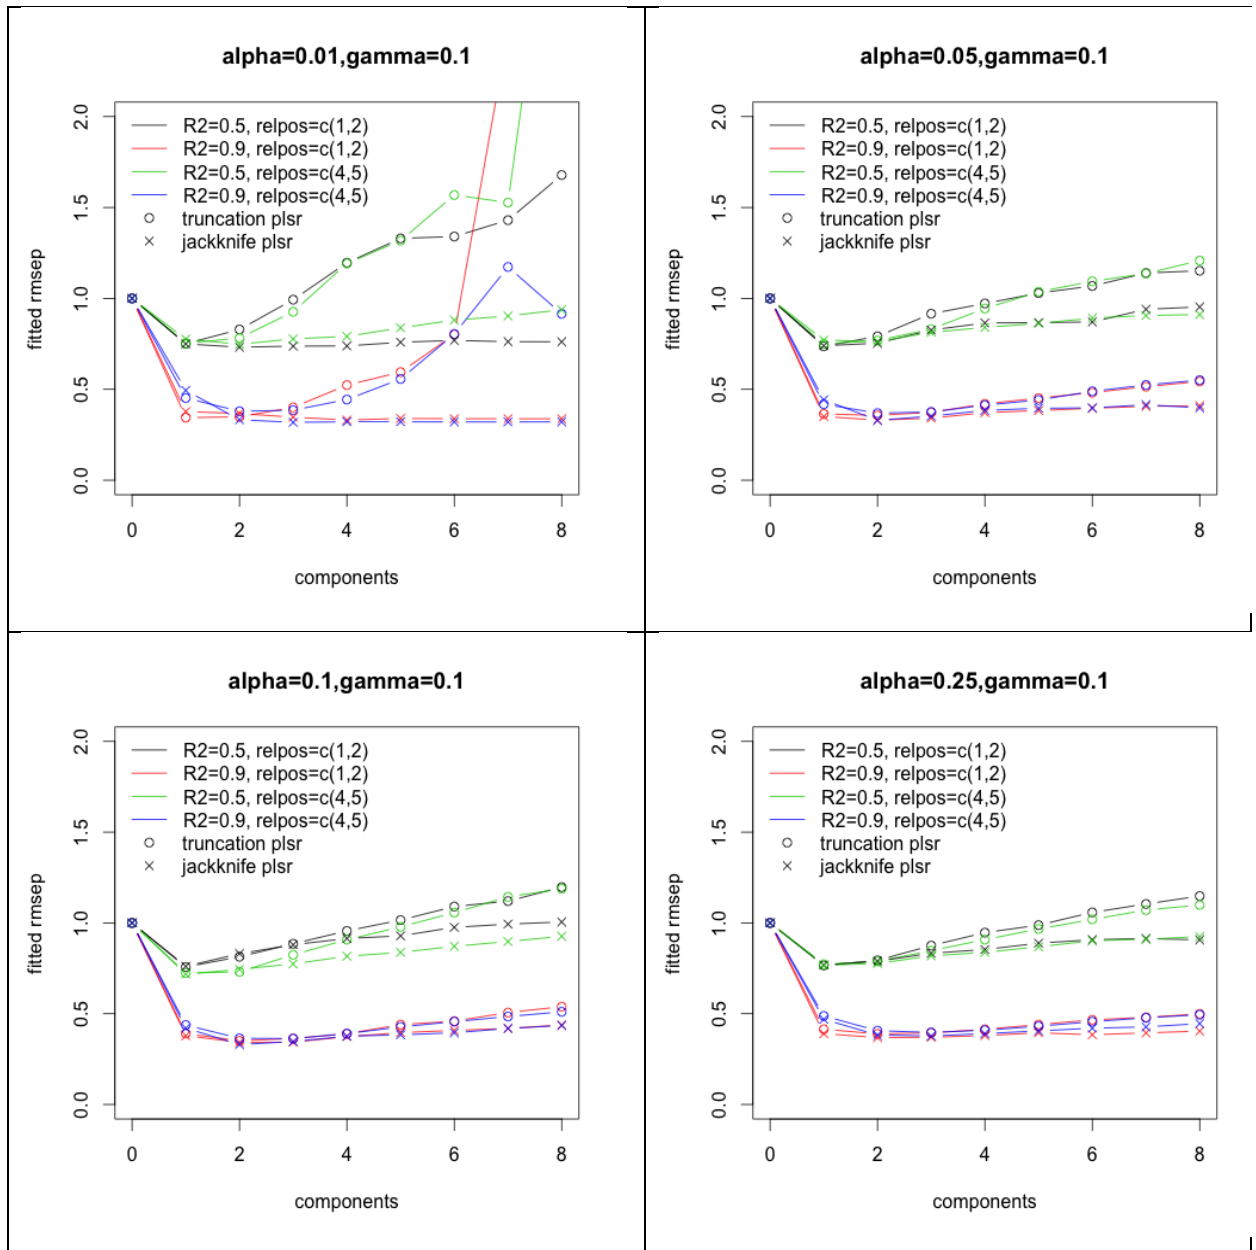 alpha=0.01,gamma=0.1
2.0
1.5
1.0
0.5
0.0
fitted rmsep
R2=0.5, relpos=c(1,2)
R2=0.9, relpos=c(1,2)
R2=0.5, relpos=c(4,5)
R2=0.9, relpos=c(4,5)
truncation plsr
jackknife plsr
0 2 4 6 8
components
alpha=0.05,gamma=0.1
2.0
1.5
1.0
0.5
0.0
fitted rmsep
R2=0.5, relpos=c(1,2)
R2=0.9, relpos=c(1,2)
R2=0.5, relpos=c(4,5)
R2=0.9, relpos=c(4,5)
truncation plsr
jackknife plsr
0 2 4 6 8
components
alpha=0.1,gamma=0.1
2.0
1.5
1.0
0.5
0.0
fitted rmsep
R2=0.5, relpos=c(1,2)
R2=0.9, relpos=c(1,2)
R2=0.5, relpos=c(4,5)
R2=0.9, relpos=c(4,5)
truncation plsr
jackknife plsr
0 2 4 6 8
components
alpha=0.25,gamma=0.1
2.0
1.5
1.0
0.5
0.0
fitted rmsep
R2=0.5, relpos=c(1,2)
R2=0.9, relpos=c(1,2)
R2=0.5, relpos=c(4,5)
R2=0.9, relpos=c(4,5)
truncation plsr
jackknife plsr
0 2 4 6 8
components